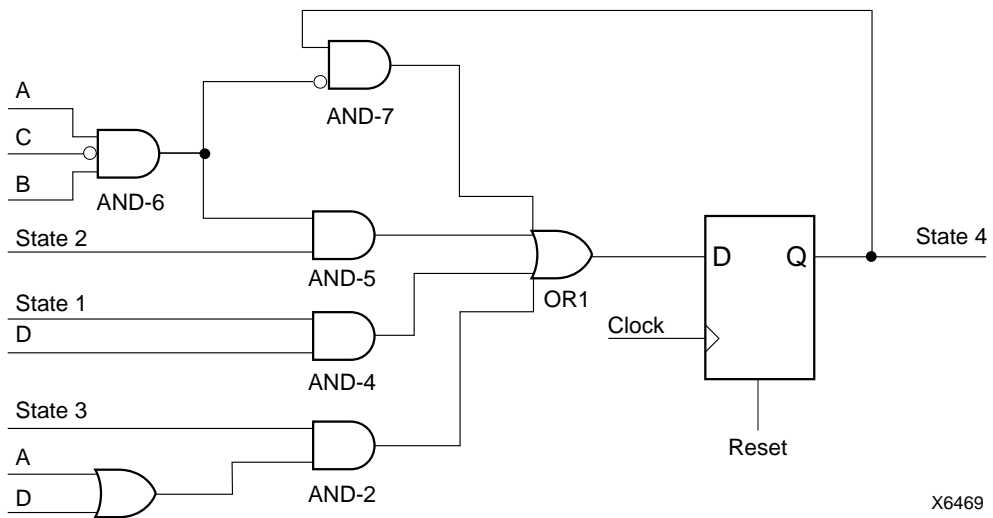 A
C
B
AND-6
AND-7
State 2
AND-5
State 1
D
AND-4
State 3
A
D
AND-2
OR1
D
Q
State 4
Clock
Reset
X6469